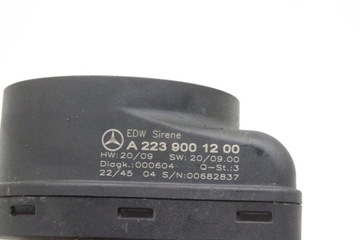 EDW Sirene
A 223 900 12 00
HW: 20/09 SW: 20/09.00
Diagk.:000604 Q-St.:3
22/45 04 S/N:00682837